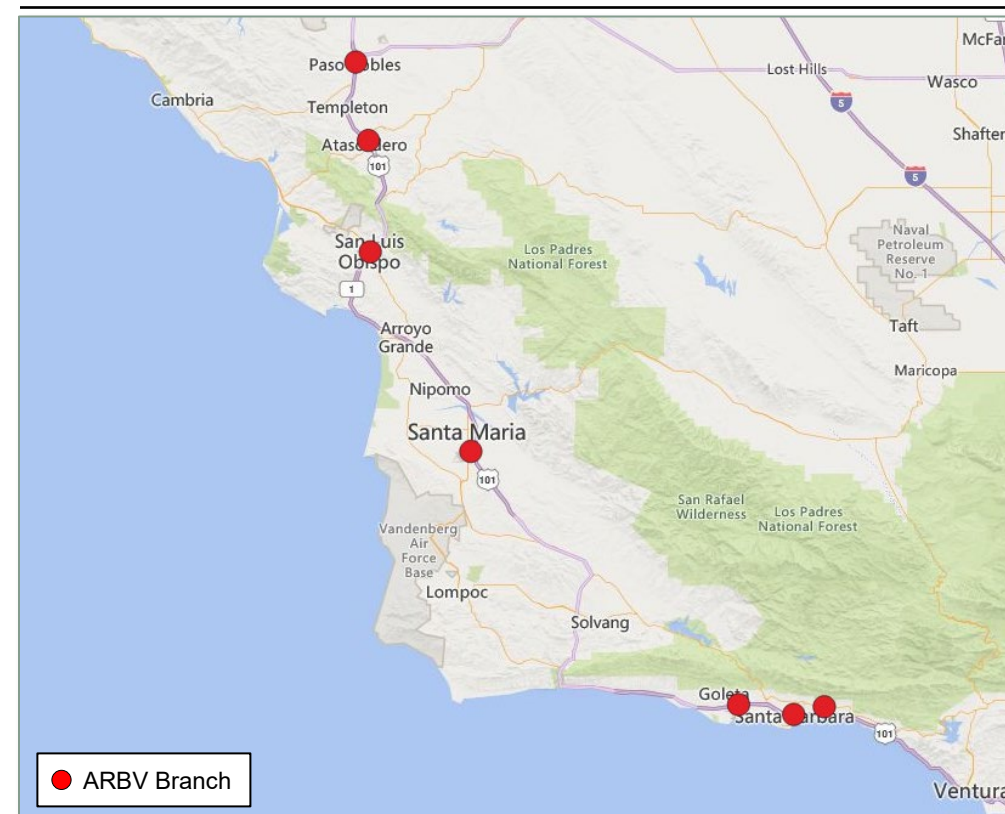 McFar
Paso Robles
Lost Hills
Wasco
5
Cambria
Templeton
Shafter
Atascadero
101
5
San Luis
Obispo
Los Padres
National Forest
Naval
Petroleum
Reserve
No. 1
1
Arroyo
Grande
Taft
Maricopa
Nipomo
Santa Maria
101
San Rafael
Wilderness
Los Padres
National Forest
Vandenberg
Air
Force
Base
Lompoc
Solvang
Goleta
Santa Barbara
101
Ventura
ARBV Branch